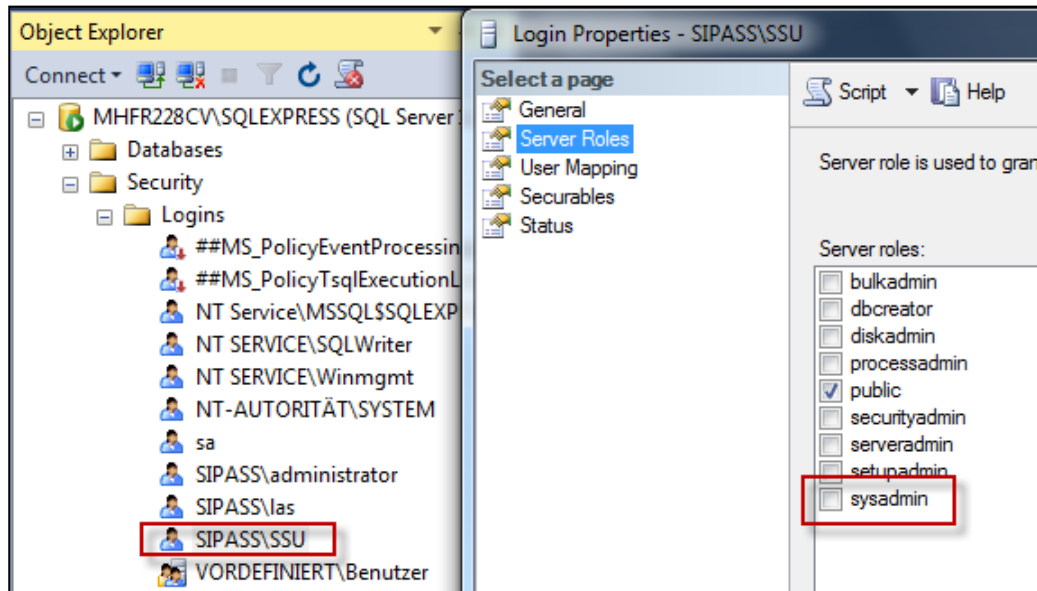 Object Explorer
Connect
MHFR228CV\SQLEXPRESS (SQL Server
Databases
Security
Logins
##MS_PolicyEventProcessin
##MS_PolicyTsqlExecutionL
NT Service\MSSQL$SQLEXP
NT SERVICE\SQLWriter
NT SERVICE\Winmgmt
NT-AUTORITÄT\SYSTEM
sa
SIPASS\administrator
SIPASS\las
SIPASS\SSU
VORDEFINIERT\Benutzer
Login Properties - SIPASS\SSU
Select a page
General
Server Roles
User Mapping
Securables
Status
Script
Help
Server role is used to gran
Server roles:
bulkadmin
dbcreator
diskadmin
processadmin
public
securityadmin
serveradmin
setupadmin
sysadmin